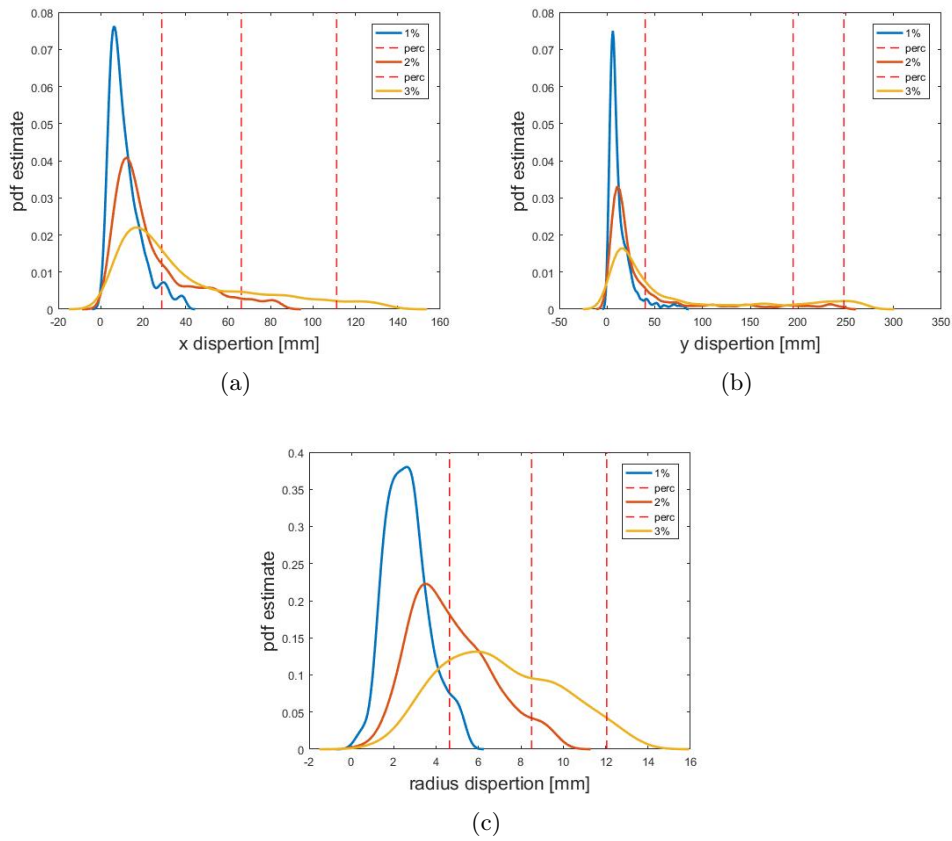 0.08
0.07
0.06
0.05
0.04
0.03
0.02
0.01
0
pdf estimate
-20 0 20 40 60 80 100 120 140 160
x dispertion [mm]
1%
perc
2%
perc
3%
(a)
0.08
0.07
0.06
0.05
0.04
0.03
0.02
0.01
0
pdf estimate
-50 0 50 100 150 200 250 300 350
y dispertion [mm]
1%
perc
2%
perc
3%
(b)
0.4
0.35
0.3
0.25
0.2
0.15
0.1
0.05
0
pdf estimate
-2 0 2 4 6 8 10 12 14 16
radius dispertion [mm]
1%
perc
2%
perc
3%
(c)